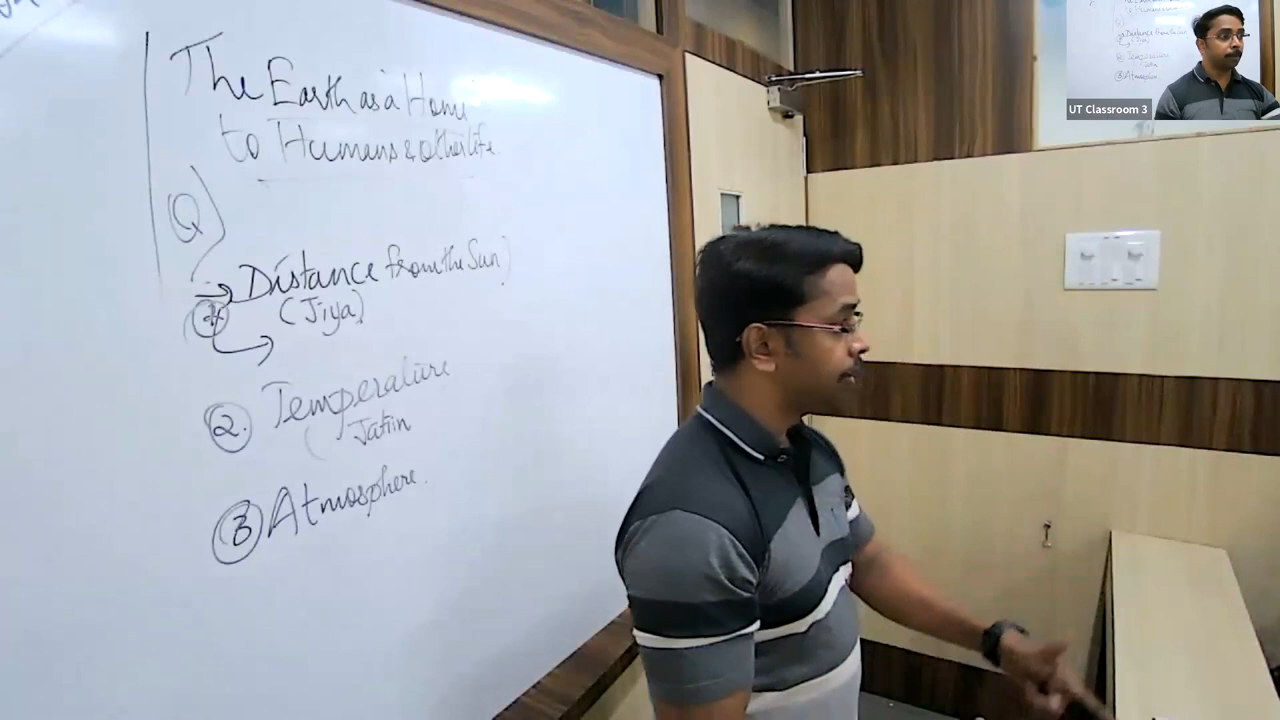 The Earth as a Home
to Humans & other life
Q)
→ Distance from the Sun)
(Jiya)
2. Temperature
( Jatin
3 Atmosphere.
UT Classroom 3